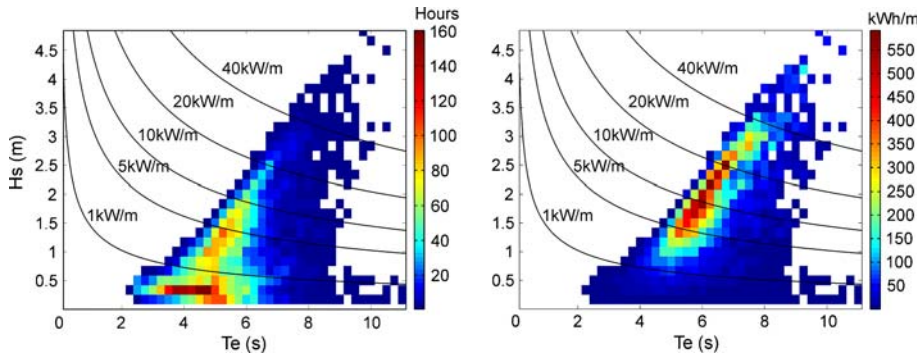 Hours
160
140
120
100
80
60
40
20
4.5
4
3.5
3
2.5
2
1.5
1
0.5
Hs (m)
40kW/m
20kW/m
10kW/m
5kW/m
1kW/m
0 2 4 6 8 10
Te (s)
kWh/m
550
500
450
400
350
300
250
200
150
100
50
0
4.5
4
3.5
3
2.5
2
1.5
1
0.5
40kW/m
20kW/m
10kW/m
5kW/m
1kW/m
0 2 4 6 8 10
Te (s)